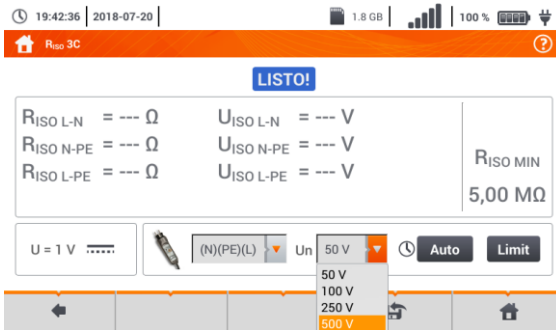 19:42:36 2018-07-20 1.8 GB 100 %
RISO 3C ?
LISTO!
RISO L-N = --- Ω UISO L-N = --- V
RISO N-PE = --- Ω UISO N-PE = --- V
RISO L-PE = --- Ω UISO L-PE = --- V
RISO MIN
5,00 MΩ
U = 1 V (N)(PE)(L) Un 50 V Auto Limit
50 V
100 V
250 V
500 V